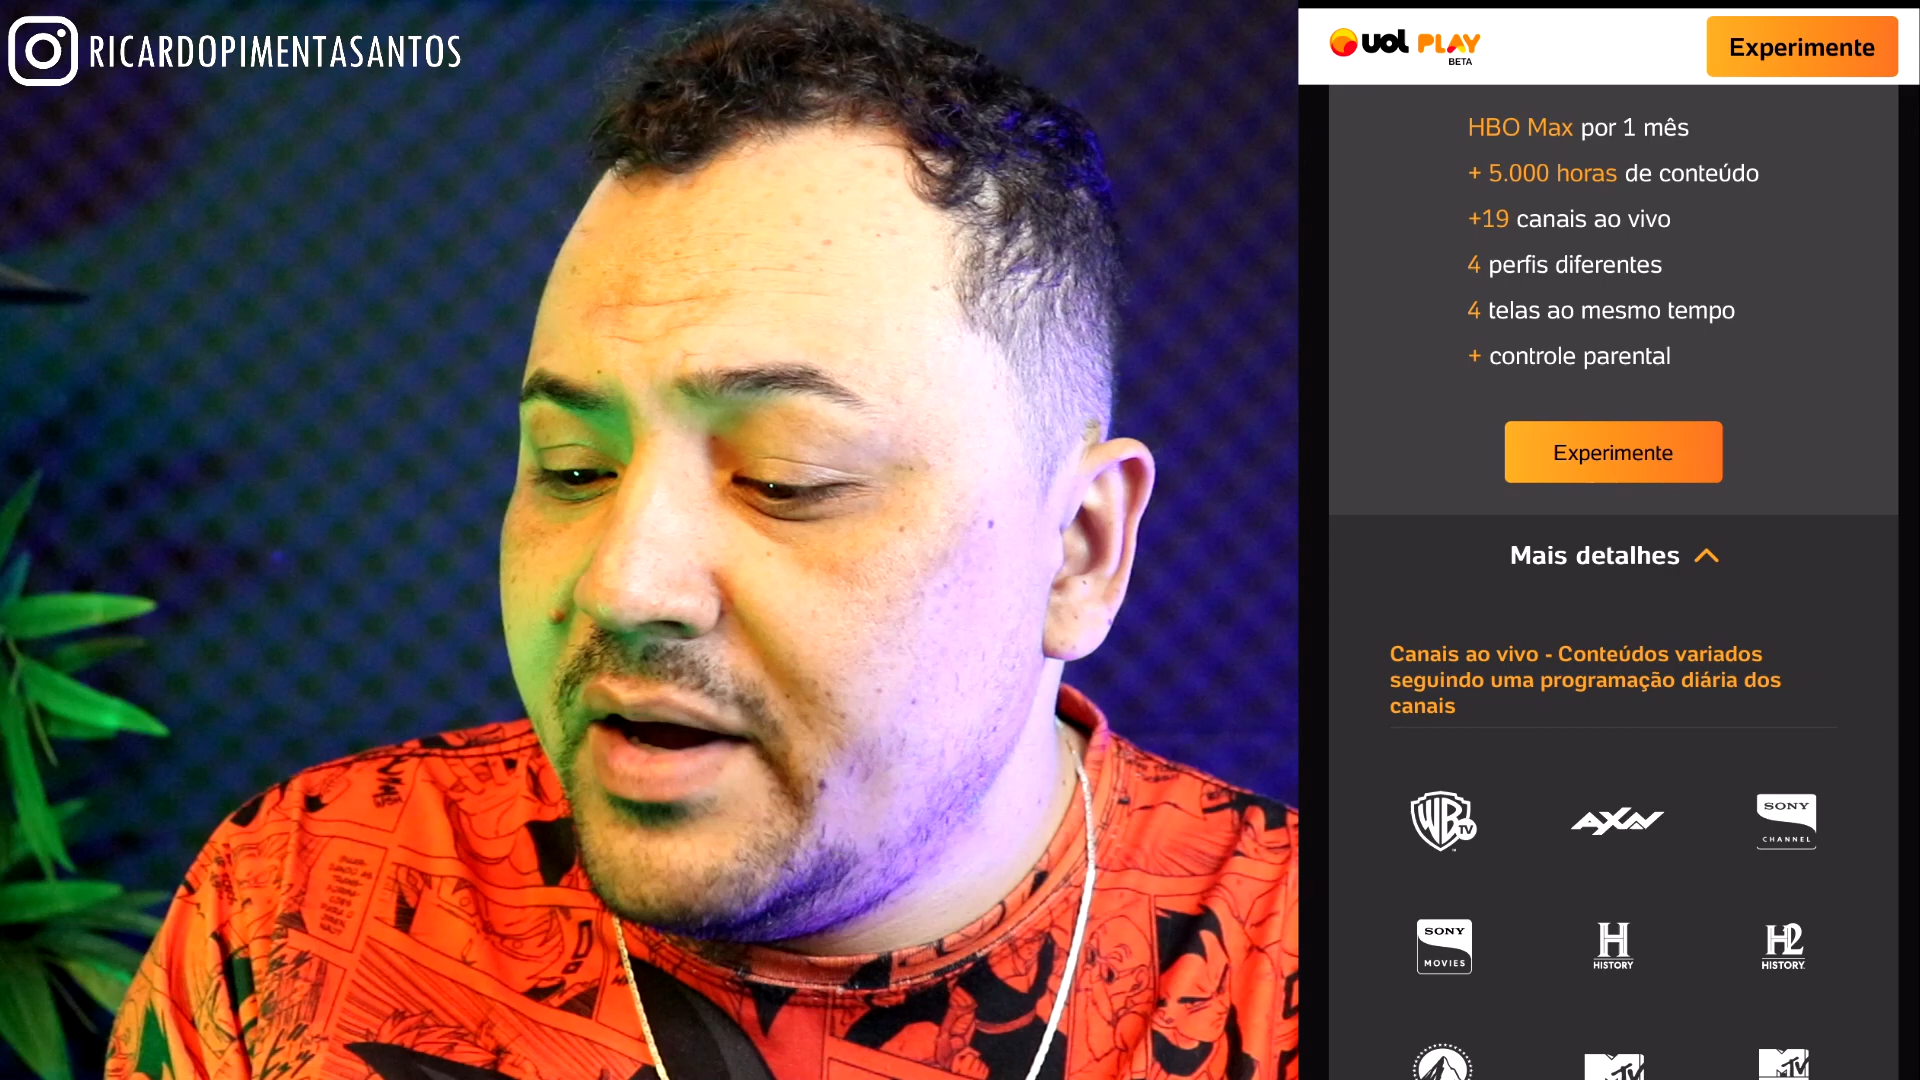 RICARDOPIMENTASANTOS
UOL PLAY
BETA
Experimente
HBO Max por 1 mês
+ 5.000 horas de conteúdo
+19 canais ao vivo
4 perfis diferentes
4 telas ao mesmo tempo
+ controle parental
Experimente
Mais detalhes
Canais ao vivo - Conteúdos variados
seguindo uma programação diária dos
canais
WB TV
AXN
SONY
CHANNEL
SONY
MOVIES
H
HISTORY
H2
HISTORY
MTV
MTV